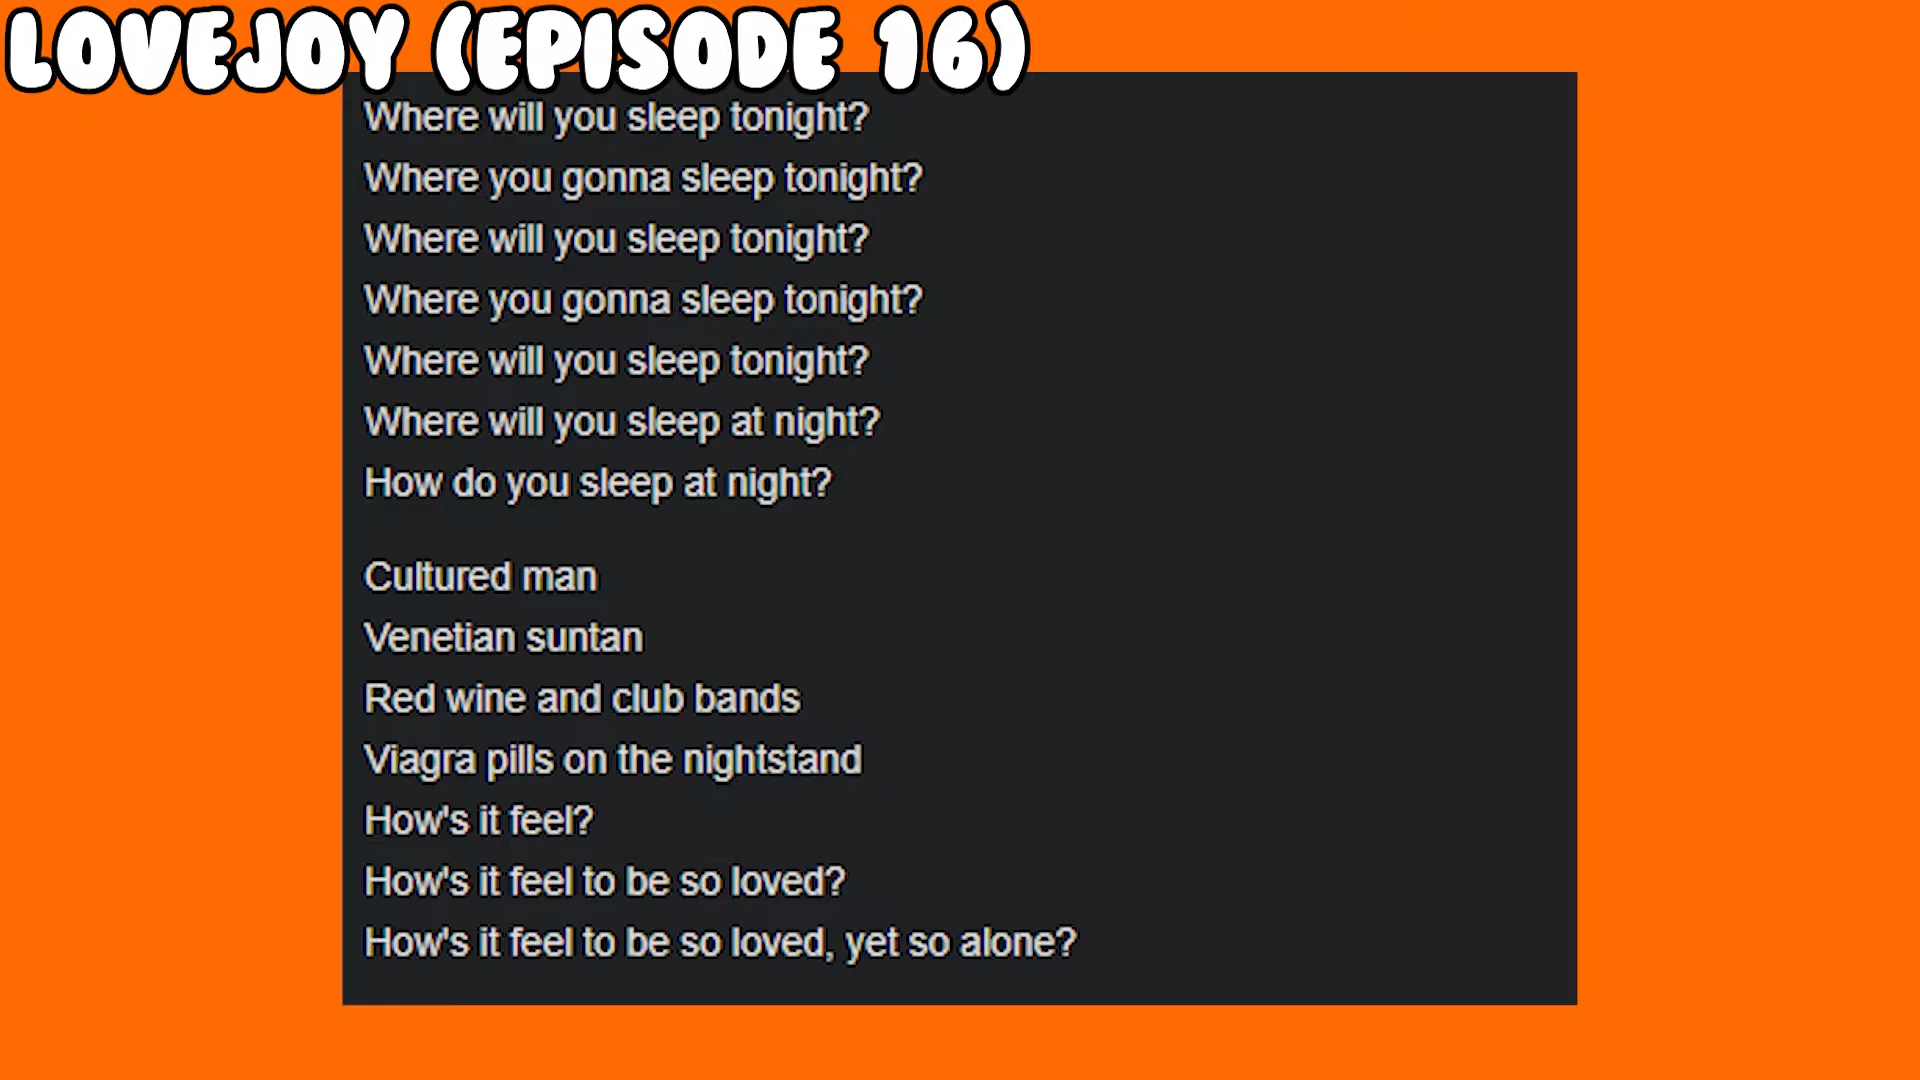 LOVEJOY (EPISODE 16)
Where will you sleep tonight?
Where you gonna sleep tonight?
Where will you sleep tonight?
Where you gonna sleep tonight?
Where will you sleep tonight?
Where will you sleep at night?
How do you sleep at night?
Cultured man
Venetian suntan
Red wine and club bands
Viagra pills on the nightstand
How's it feel?
How's it feel to be so loved?
How's it feel to be so loved, yet so alone?